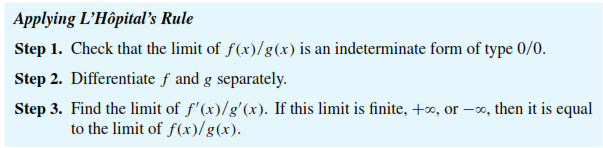 Applying L'Hôpital's Rule
Step 1. Check that the limit of f(x)/g(x) is an indeterminate form of type 0/0.
Step 2. Differentiate f and g separately.
Step 3. Find the limit of f′(x)/g′(x). If this limit is finite, +∞, or −∞, then it is equal
to the limit of f(x)/g(x).